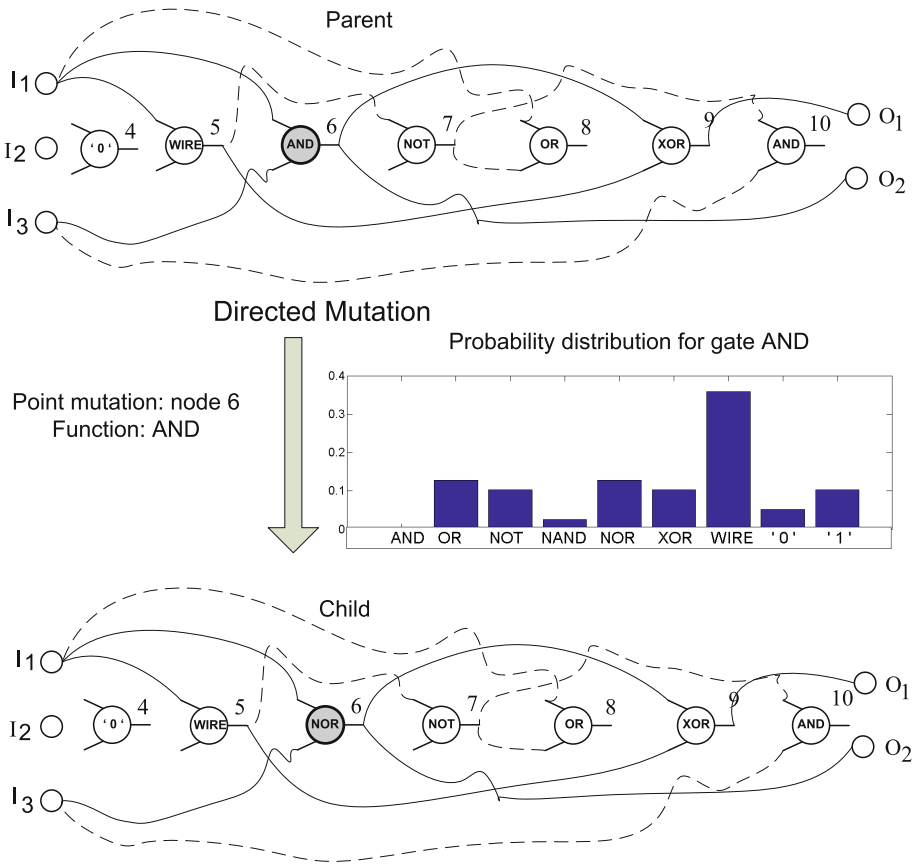 Parent
I1
I2
I3
'0' 4
WIRE 5
AND 6
NOT 7
OR 8
XOR 9
AND 10
O1
O2
Directed Mutation
Point mutation: node 6
Function: AND
Probability distribution for gate AND
0.4
0.3
0.2
0.1
0
AND OR NOT NAND NOR XOR WIRE '0' '1'
Child
I1
I2
I3
'0' 4
WIRE 5
NOR 6
NOT 7
OR 8
XOR 9
AND 10
O1
O2